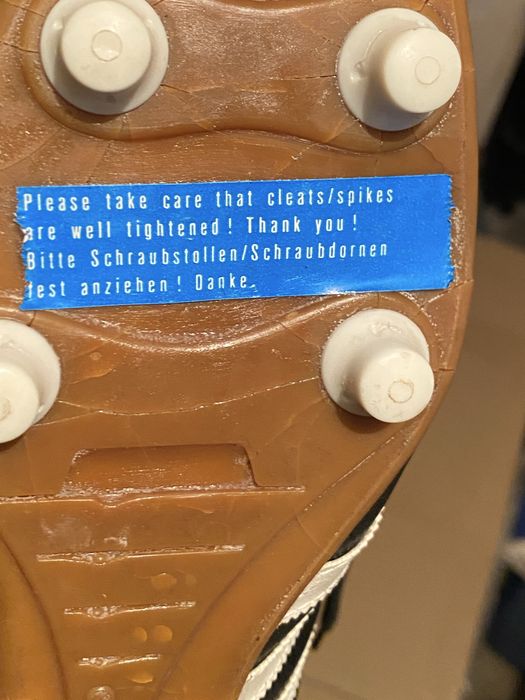 Please take care that cleats/spikes
are well tightened! Thank you!
Bitte Schraubstollen/Schraubdornen
fest anziehen! Danke.